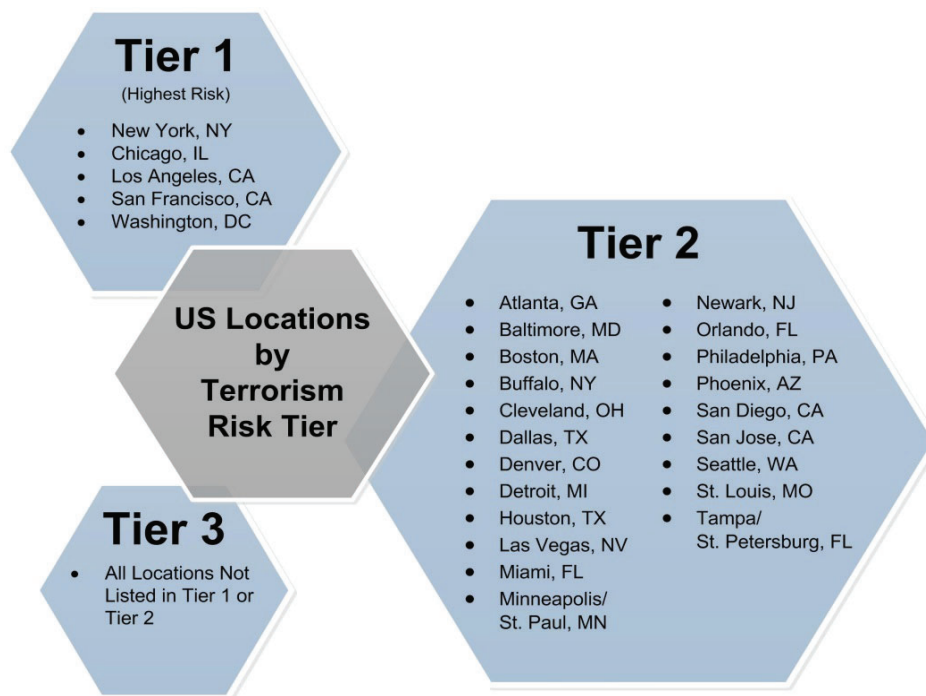 Tier 1
(Highest Risk)
• New York, NY
• Chicago, IL
• Los Angeles, CA
• San Francisco, CA
• Washington, DC
US Locations
by
Terrorism
Risk Tier
Tier 2
• Atlanta, GA
• Baltimore, MD
• Boston, MA
• Buffalo, NY
• Cleveland, OH
• Dallas, TX
• Denver, CO
• Detroit, MI
• Houston, TX
• Las Vegas, NV
• Miami, FL
• Minneapolis/
St. Paul, MN
• Newark, NJ
• Orlando, FL
• Philadelphia, PA
• Phoenix, AZ
• San Diego, CA
• San Jose, CA
• Seattle, WA
• St. Louis, MO
• Tampa/
St. Petersburg, FL
Tier 3
• All Locations Not
Listed in Tier 1 or
Tier 2